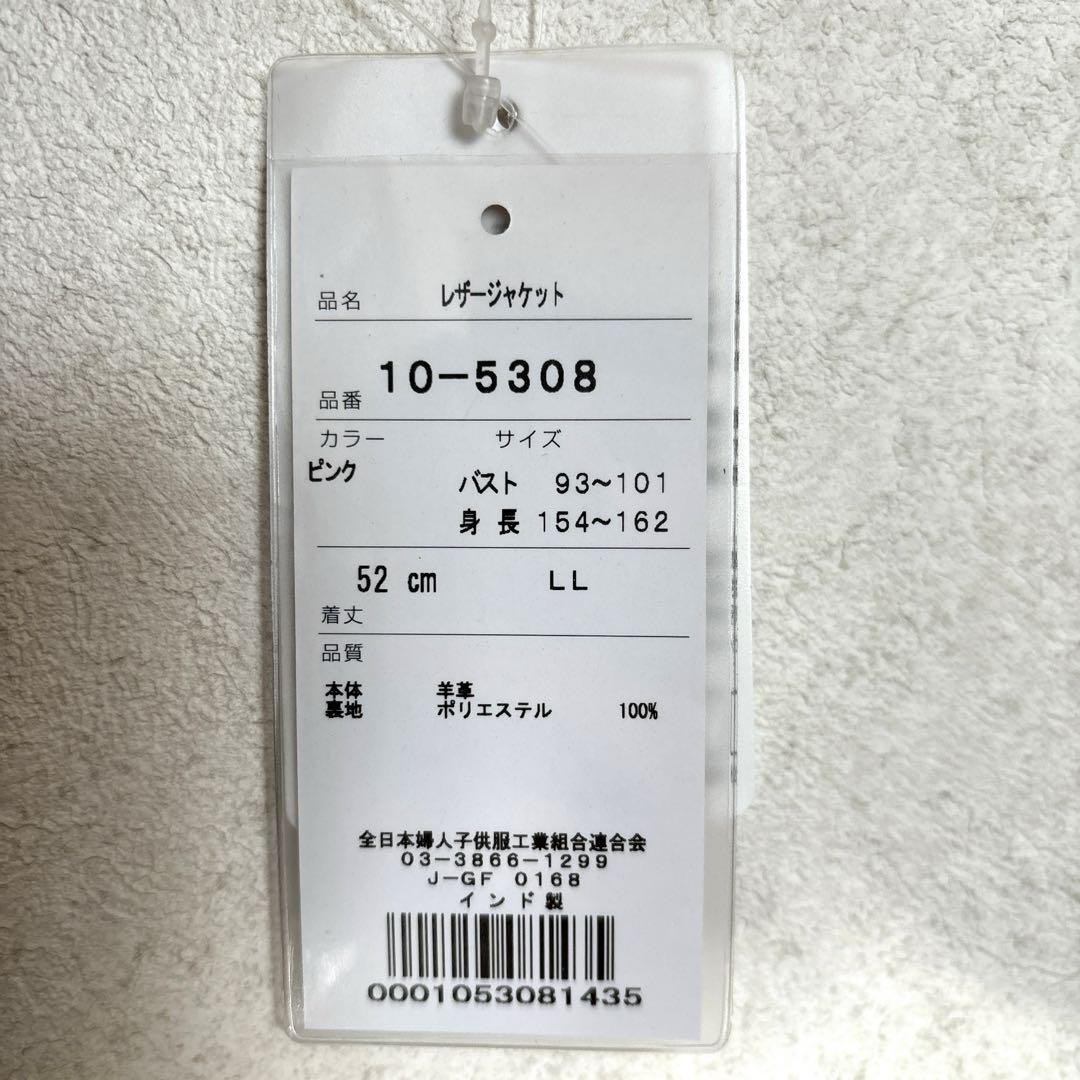 品名 レザージャケット
品番 10-5308
カラー サイズ
ピンク バスト 93~101
身長 154~162
52 cm LL
着丈
品質
本体 羊革
裏地 ポリエステル 100%
全日本婦人子供服工業組合連合会
03-3866-1299
J-GF 0168
インド製
0001053081435